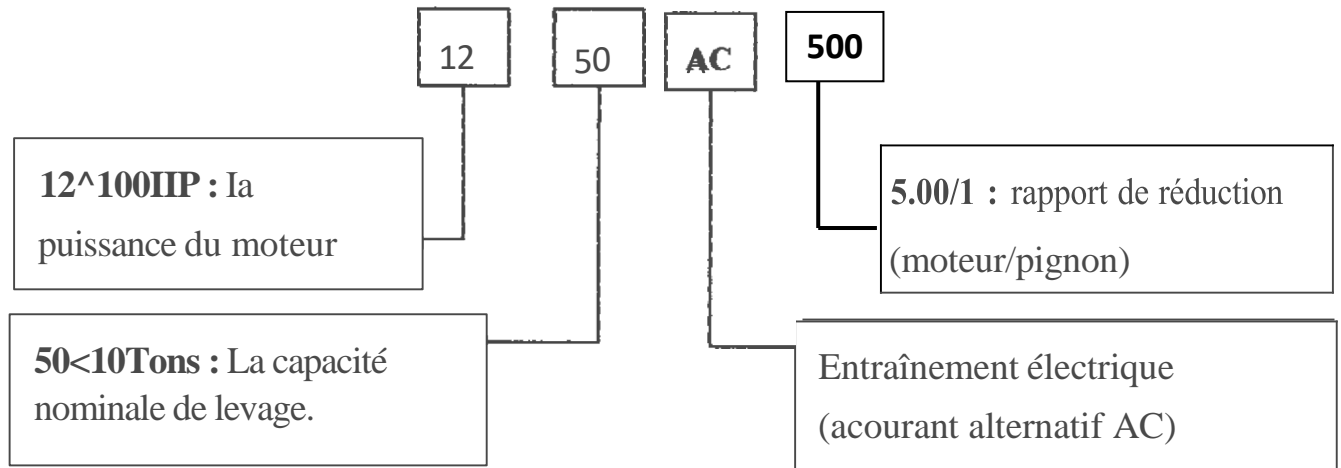 12 50 AC 500
12^100IIP : Ia
puissance du moteur
5.00/1 : rapport de réduction
(moteur/pignon)
50<10Tons : La capacité
nominale de levage.
Entraînement électrique
(acourant alternatif AC)